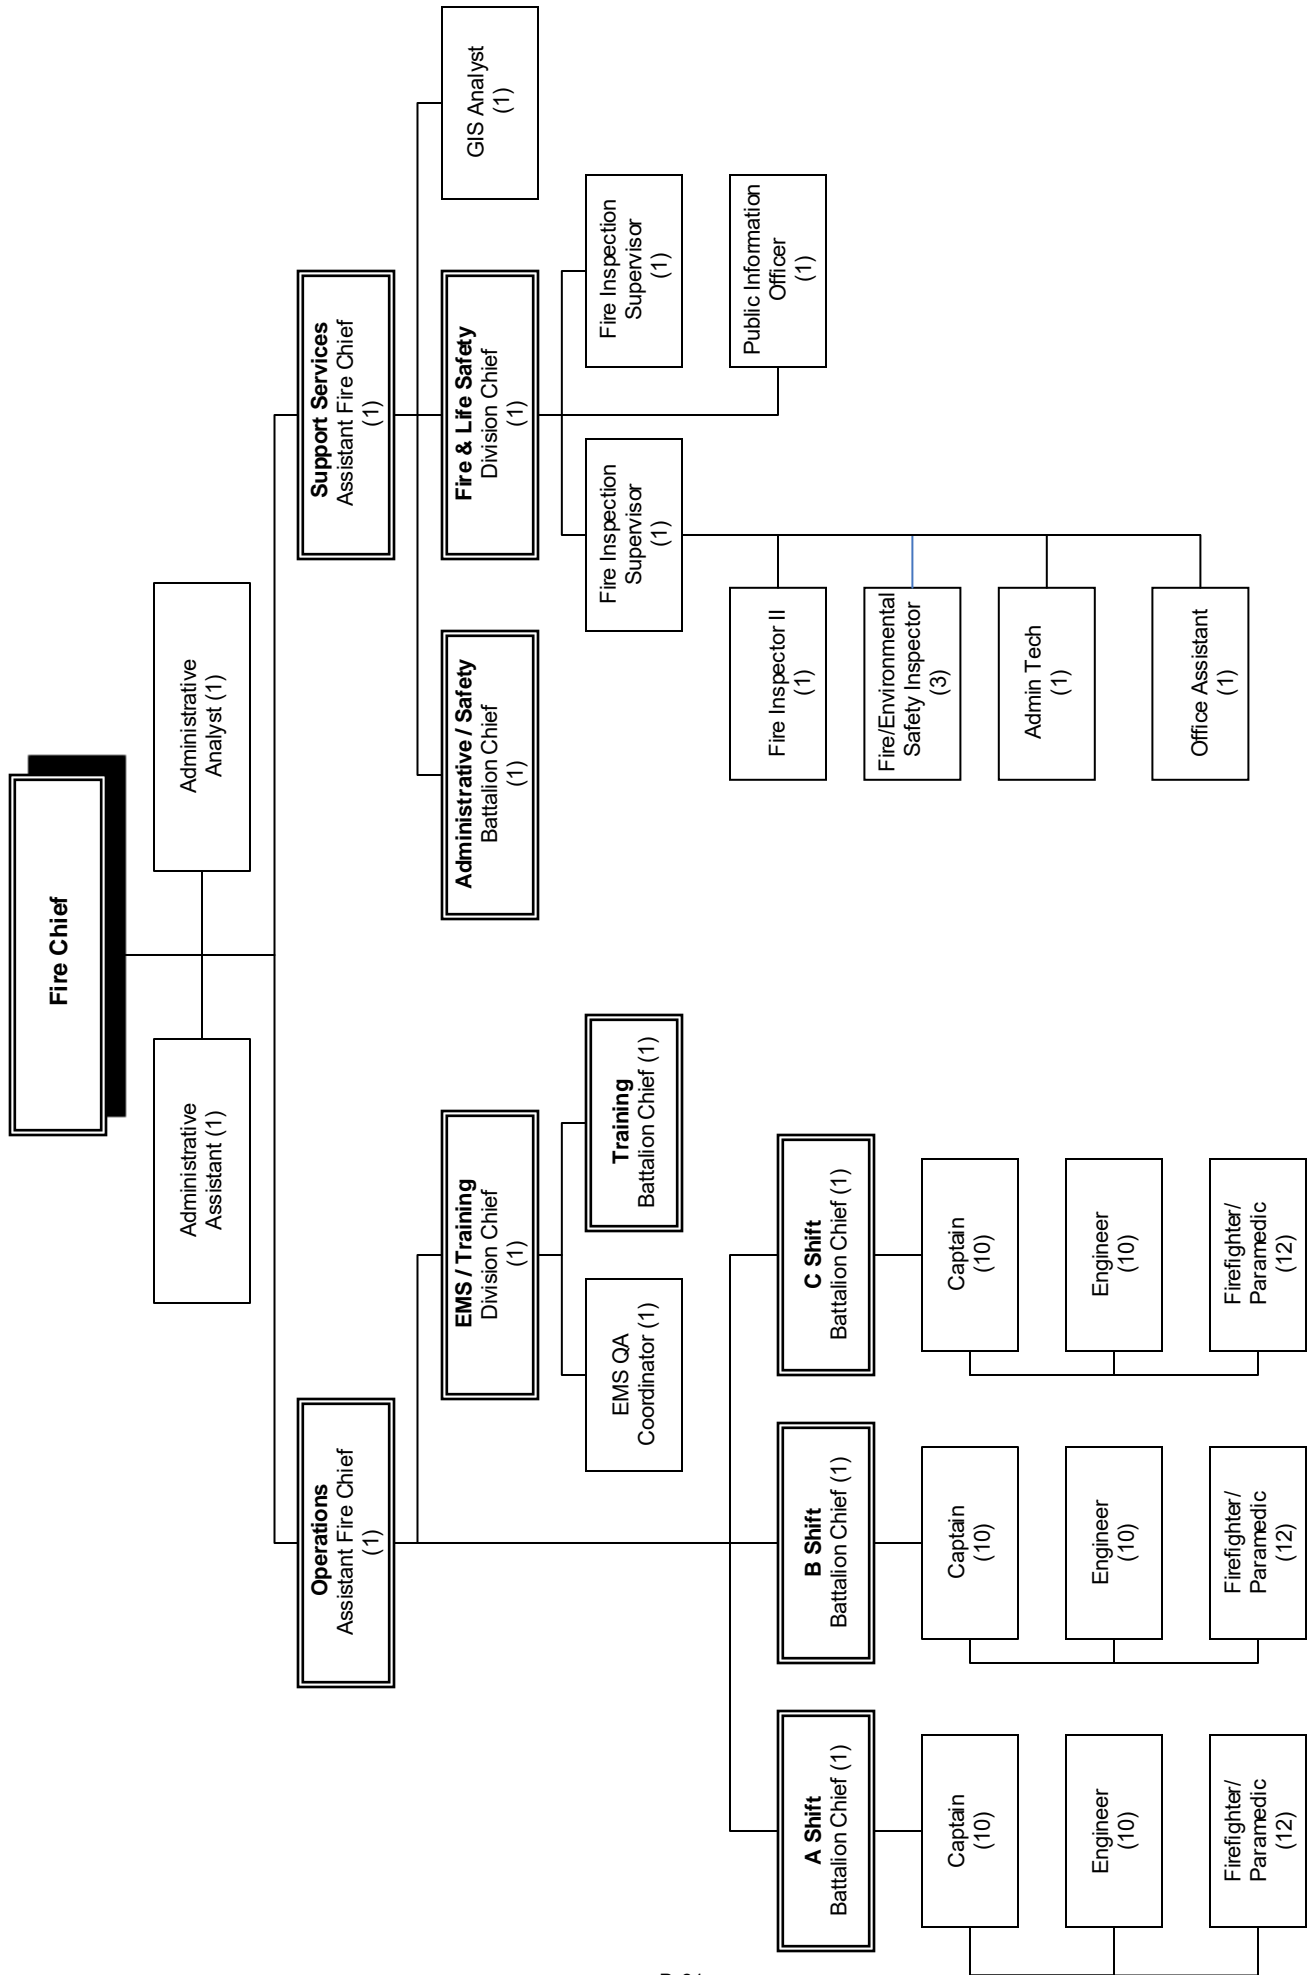 Fire Chief
Administrative
Assistant (1)
Administrative
Analyst (1)
Operations
Assistant Fire Chief
(1)
Support Services
Assistant Fire Chief
(1)
EMS / Training
Division Chief
(1)
Administrative / Safety
Battalion Chief
(1)
Fire & Life Safety
Division Chief
(1)
GIS Analyst
(1)
EMS QA
Coordinator (1)
Training
Battalion Chief (1)
Fire Inspection
Supervisor
(1)
Fire Inspection
Supervisor
(1)
Public Information
Officer
(1)
Fire Inspector II
(1)
Fire/Environmental
Safety Inspector
(3)
Admin Tech
(1)
Office Assistant
(1)
A Shift
Battalion Chief (1)
B Shift
Battalion Chief (1)
C Shift
Battalion Chief (1)
Captain
(10)
Captain
(10)
Captain
(10)
Engineer
(10)
Engineer
(10)
Engineer
(10)
Firefighter/
Paramedic
(12)
Firefighter/
Paramedic
(12)
Firefighter/
Paramedic
(12)